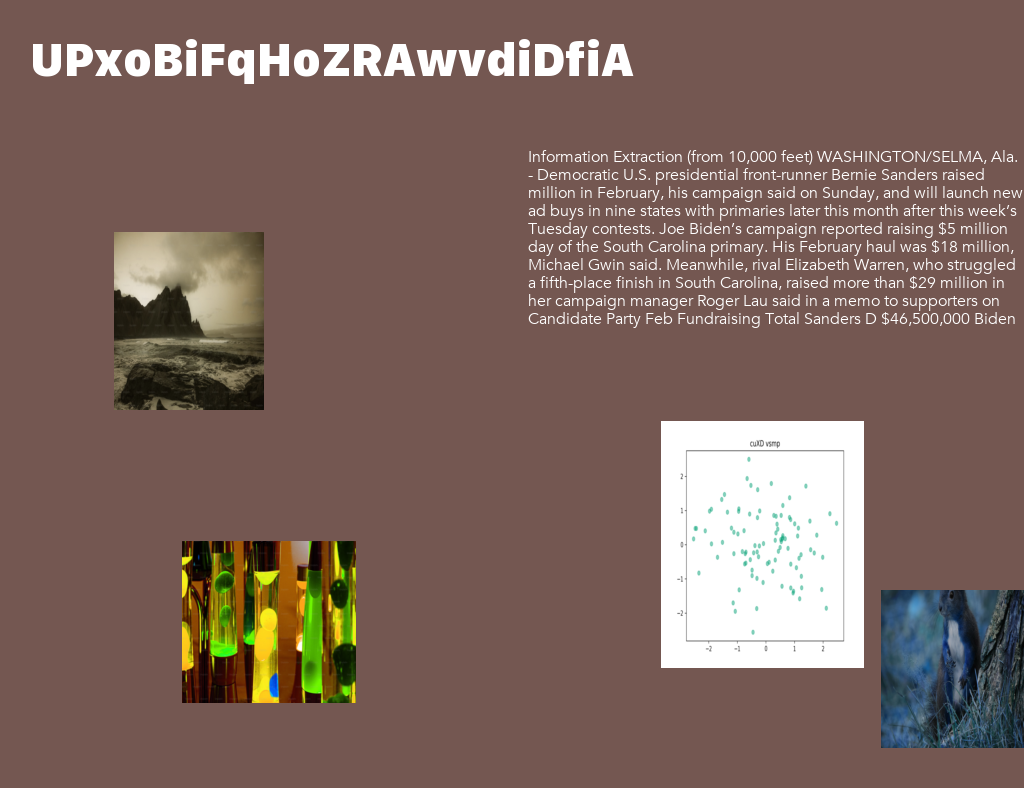 UPxoBiFqHoZRAwvdiDfiA
Information Extraction (from 10,000 feet) WASHINGTON/SELMA, Ala.
- Democratic U.S. presidential front-runner Bernie Sanders raised
million in February, his campaign said on Sunday, and will launch new
ad buys in nine states with primaries later this month after this week’s
Tuesday contests. Joe Biden’s campaign reported raising $5 million
day of the South Carolina primary. His February haul was $18 million,
Michael Gwin said. Meanwhile, rival Elizabeth Warren, who struggled
a fifth-place finish in South Carolina, raised more than $29 million in
her campaign manager Roger Lau said in a memo to supporters on
Candidate Party Feb Fundraising Total Sanders D $46,500,000 Biden
cuXD vsmp
2
1
0
−1
−2
−2 −1 0 1 2